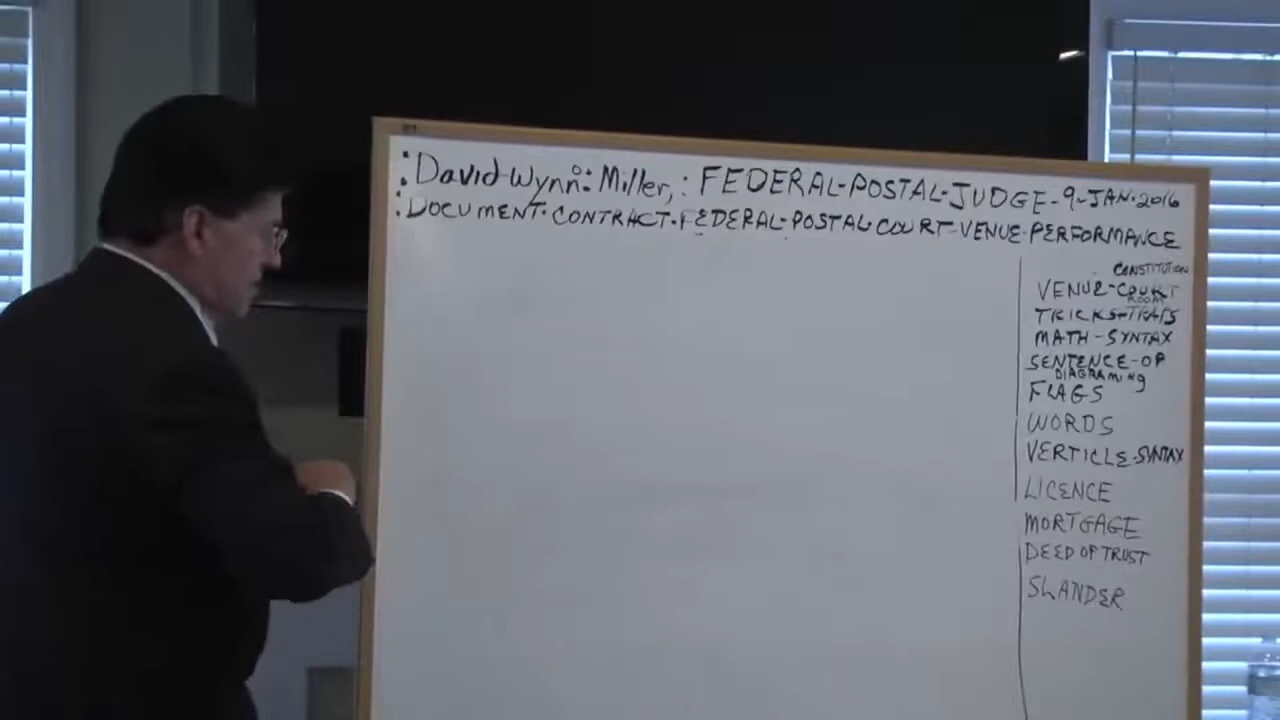 :David-Wynn:Miller,: FEDERAL-POSTAL-JUDGE-9-JAN-2016
:DOCUMENT-CONTRACT-FEDERAL-POSTAL-COURT-VENUE-PERFORMANCE
CONSTITUTION
VENUE-COURT
ROOM
TRICKS-TRAPS
MATH-SYNTAX
SENTENCE-OP
DIAGRAMINg
FLAGS
WORDS
VERTICLE-SYNTAX
LICENCE
MORTGAGE
DEED OF TRUST
SLANDER